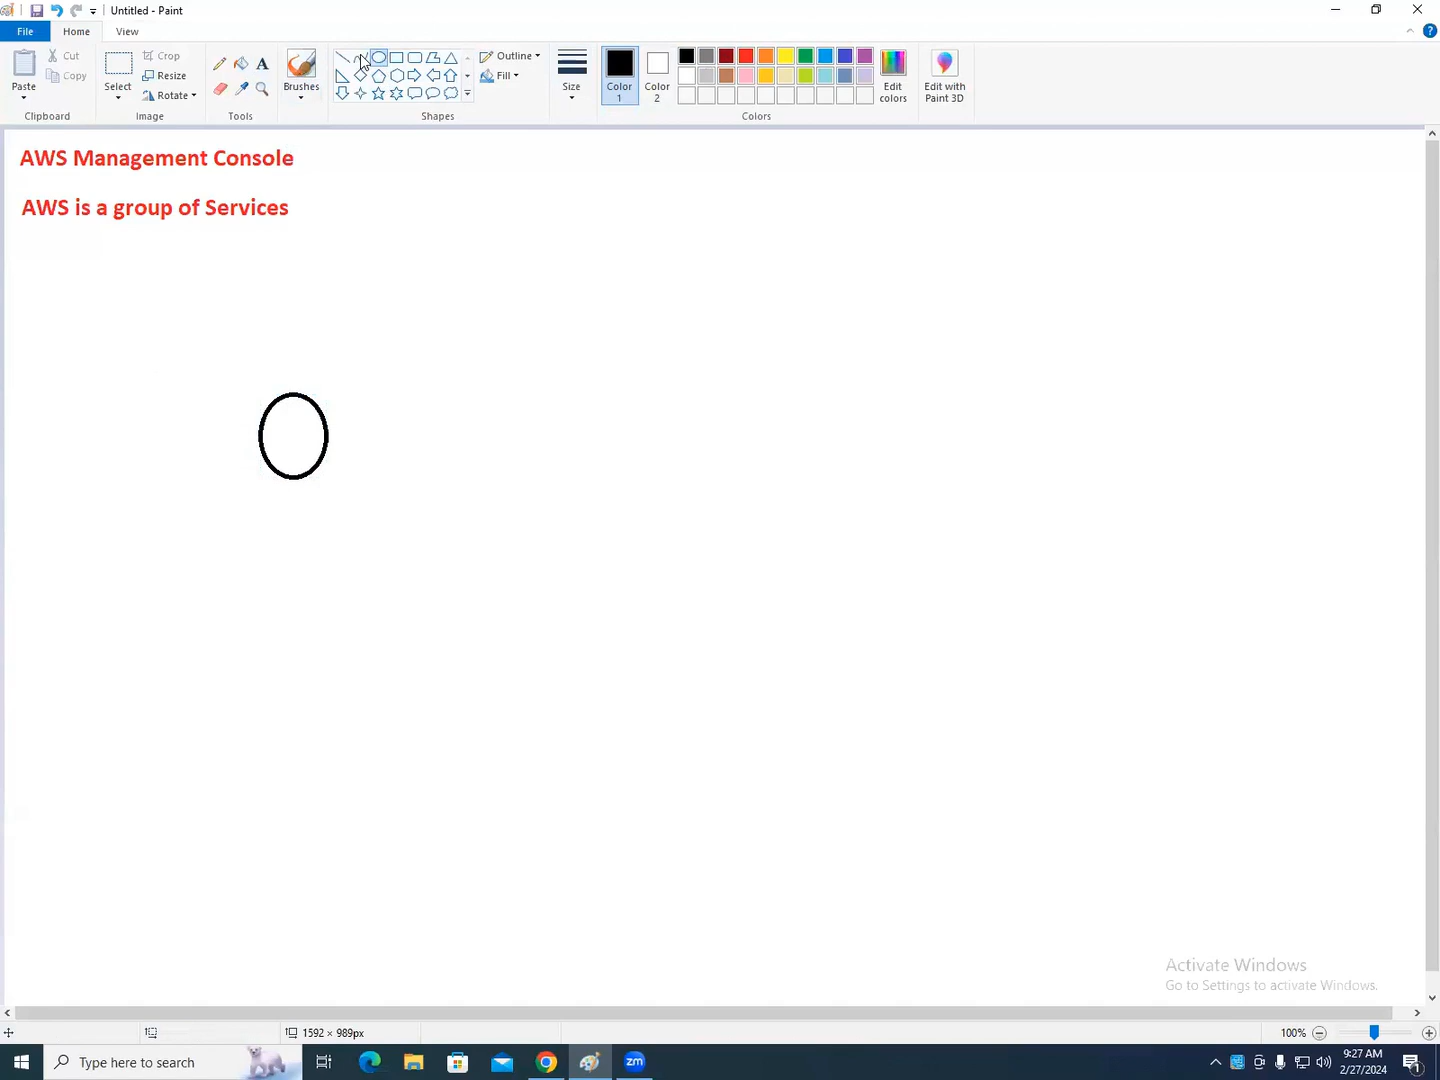 Untitled - Paint
File
Home
View
Paste
Cut
Copy
Clipboard
Select
Crop
Resize
Rotate
Image
A
Tools
Brushes
Outline
Fill
Shapes
Size
Color
1
Color
2
Edit
colors
Colors
Edit with
Paint 3D
AWS Management Console
AWS is a group of Services
Activate Windows
Go to Settings to activate Windows.
1592 × 989px
100%
Type here to search
zm
9:27 AM
2/27/2024
1